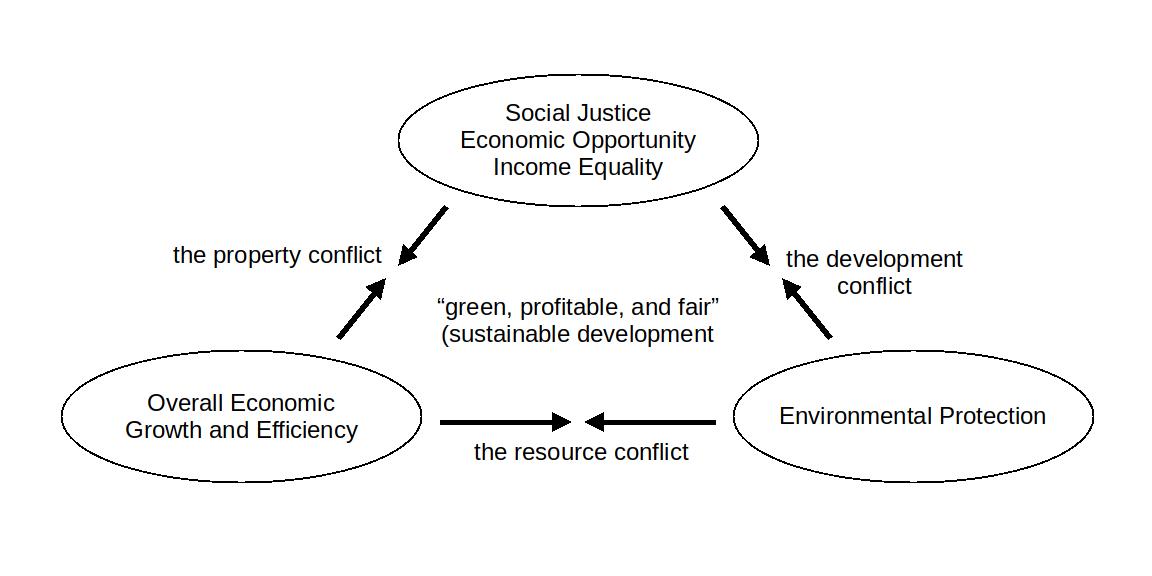 Social Justice
Economic Opportunity
Income Equality
the property conflict
the development
conflict
“green, profitable, and fair”
(sustainable development
Overall Economic
Growth and Efficiency
Environmental Protection
the resource conflict